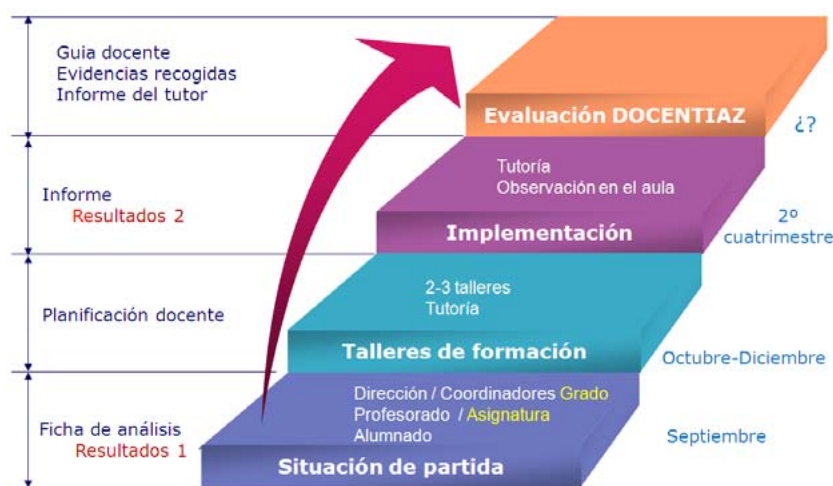 Guia docente
Evidencias recogidas
Informe del tutor
Evaluación DOCENTIAZ
¿?
Informe
Resultados 2
Tutoría
Observación en el aula
Implementación
2º
cuatrimestre
Planificación docente
2-3 talleres
Tutoría
Talleres de formación
Octubre-Diciembre
Ficha de análisis
Resultados 1
Dirección / Coordinadores Grado
Profesorado / Asignatura
Alumnado
Situación de partida
Septiembre